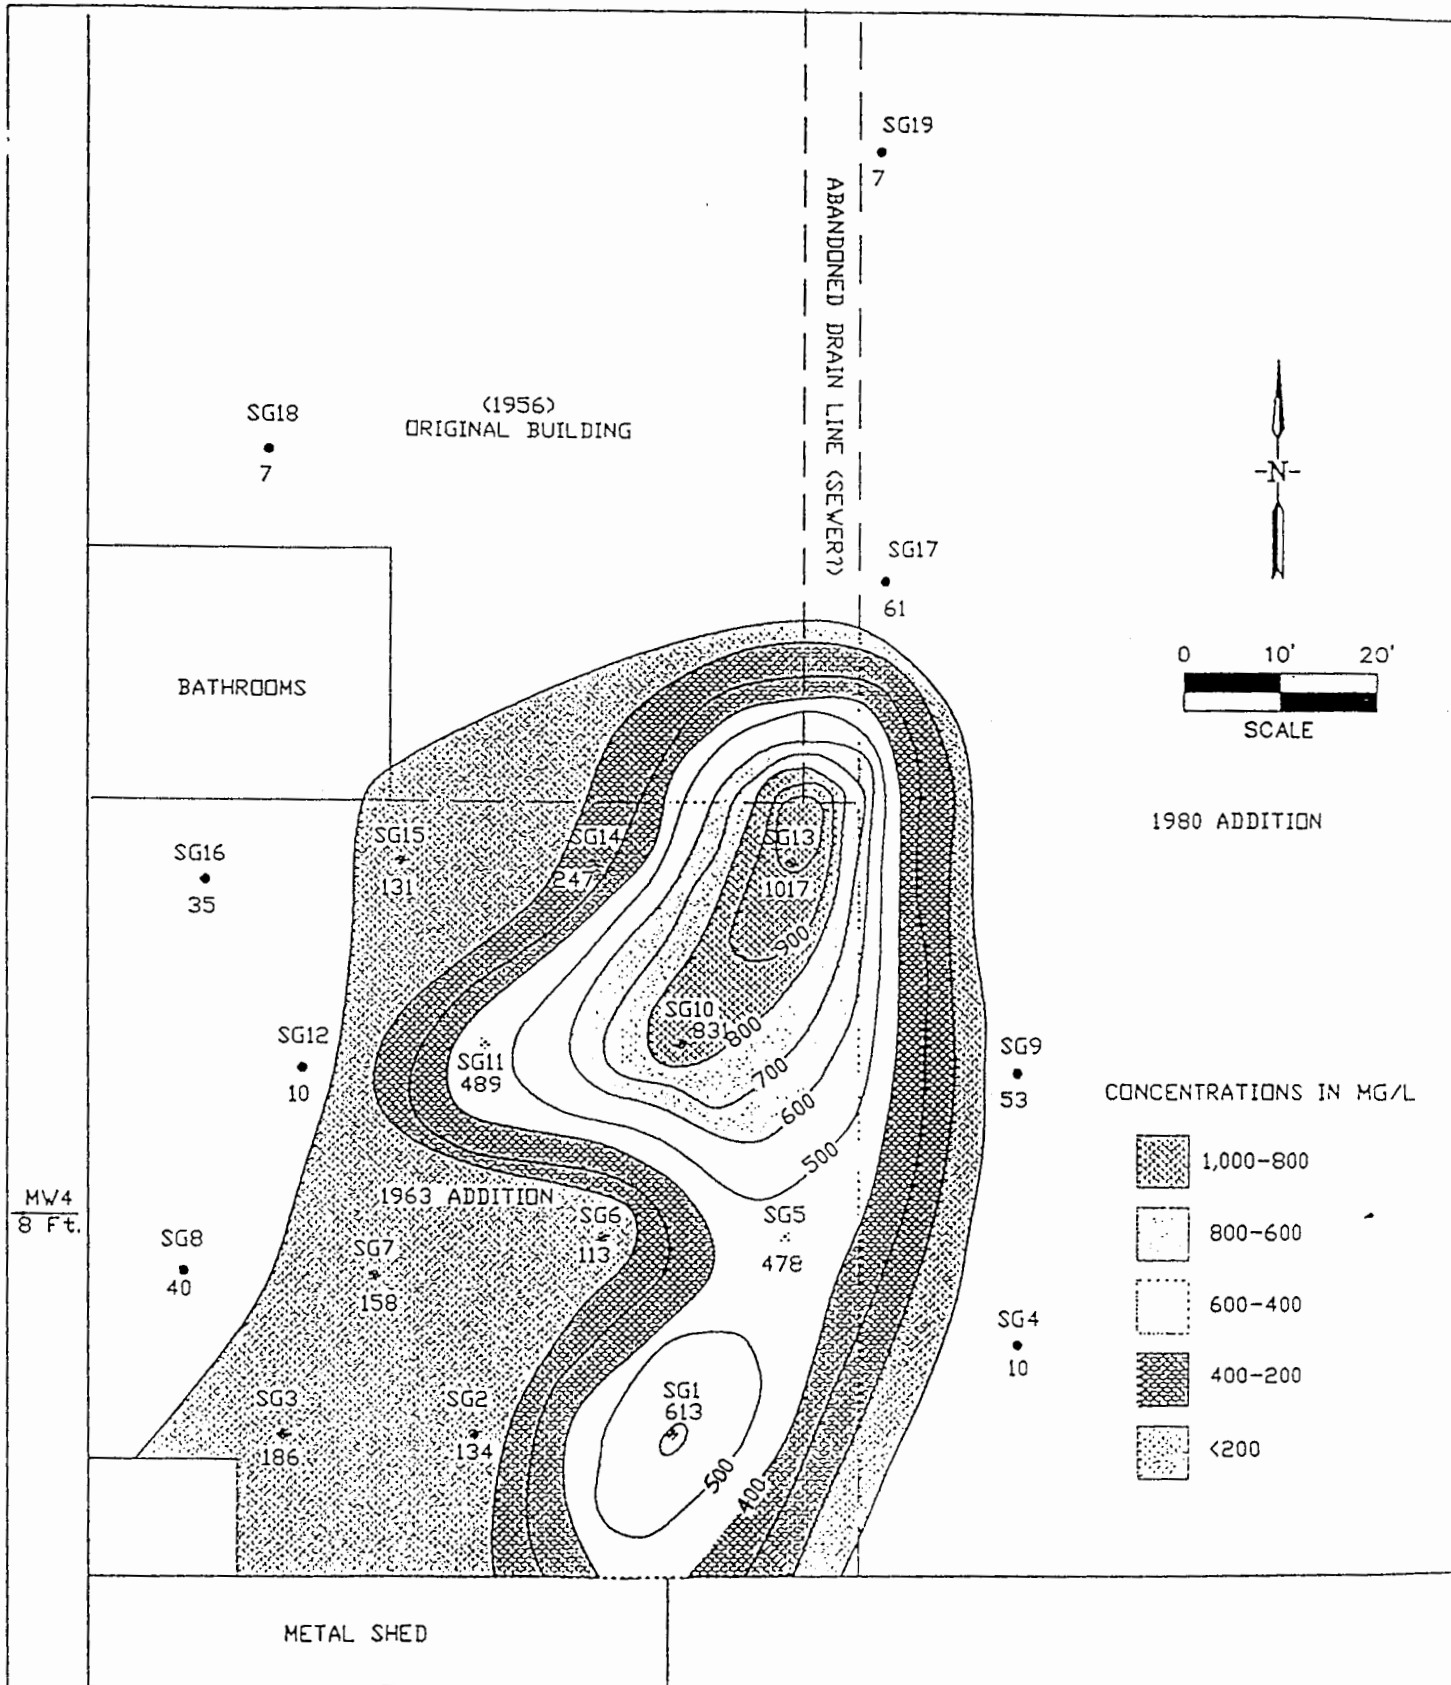 SG19
7
ABANDONED DRAIN LINE (SEWER?)
SG18
7
(1956)
ORIGINAL BUILDING
-N-
SG17
61
0 10' 20'
SCALE
BATHROOMS
1980 ADDITION
SG16
35
SG15
131
SG14
247
SG13
1017
900
SG10
831
800
700
600
500
SG12
10
SG11
489
SG9
53
CONCENTRATIONS IN MG/L
1,000-800
800-600
600-400
400-200
<200
MW4
8 Ft.
1963 ADDITION
SG8
40
SG7
158
SG6
113
SG5
478
SG4
10
SG3
186
SG2
134
SG1
613
500
400
METAL SHED